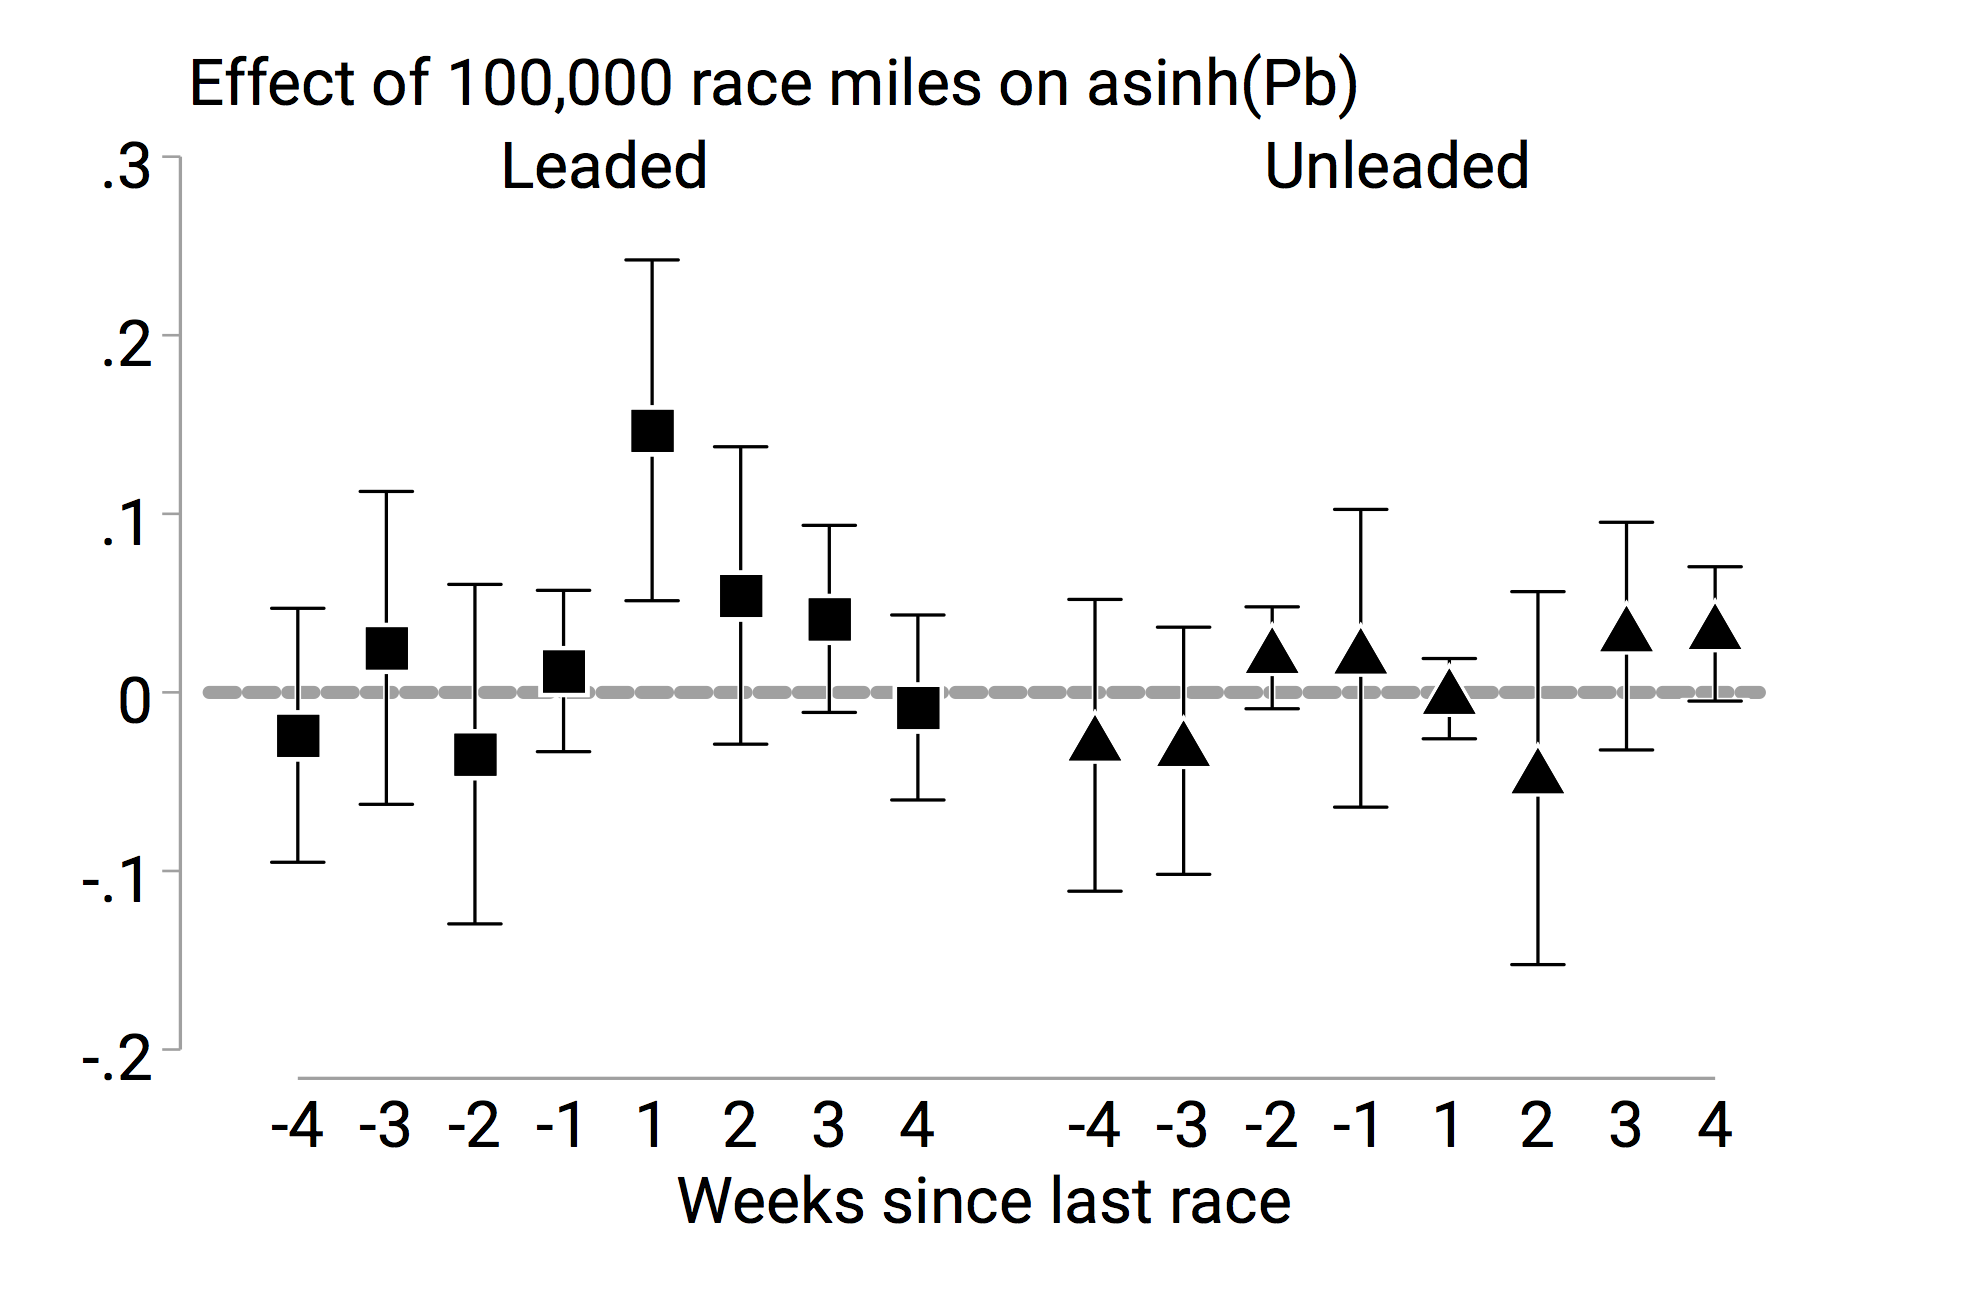 Effect of 100,000 race miles on asinh(Pb)
Leaded Unleaded
.3
.2
.1
0
-.1
-.2
-4 -3 -2 -1 1 2 3 4 -4 -3 -2 -1 1 2 3 4
Weeks since last race